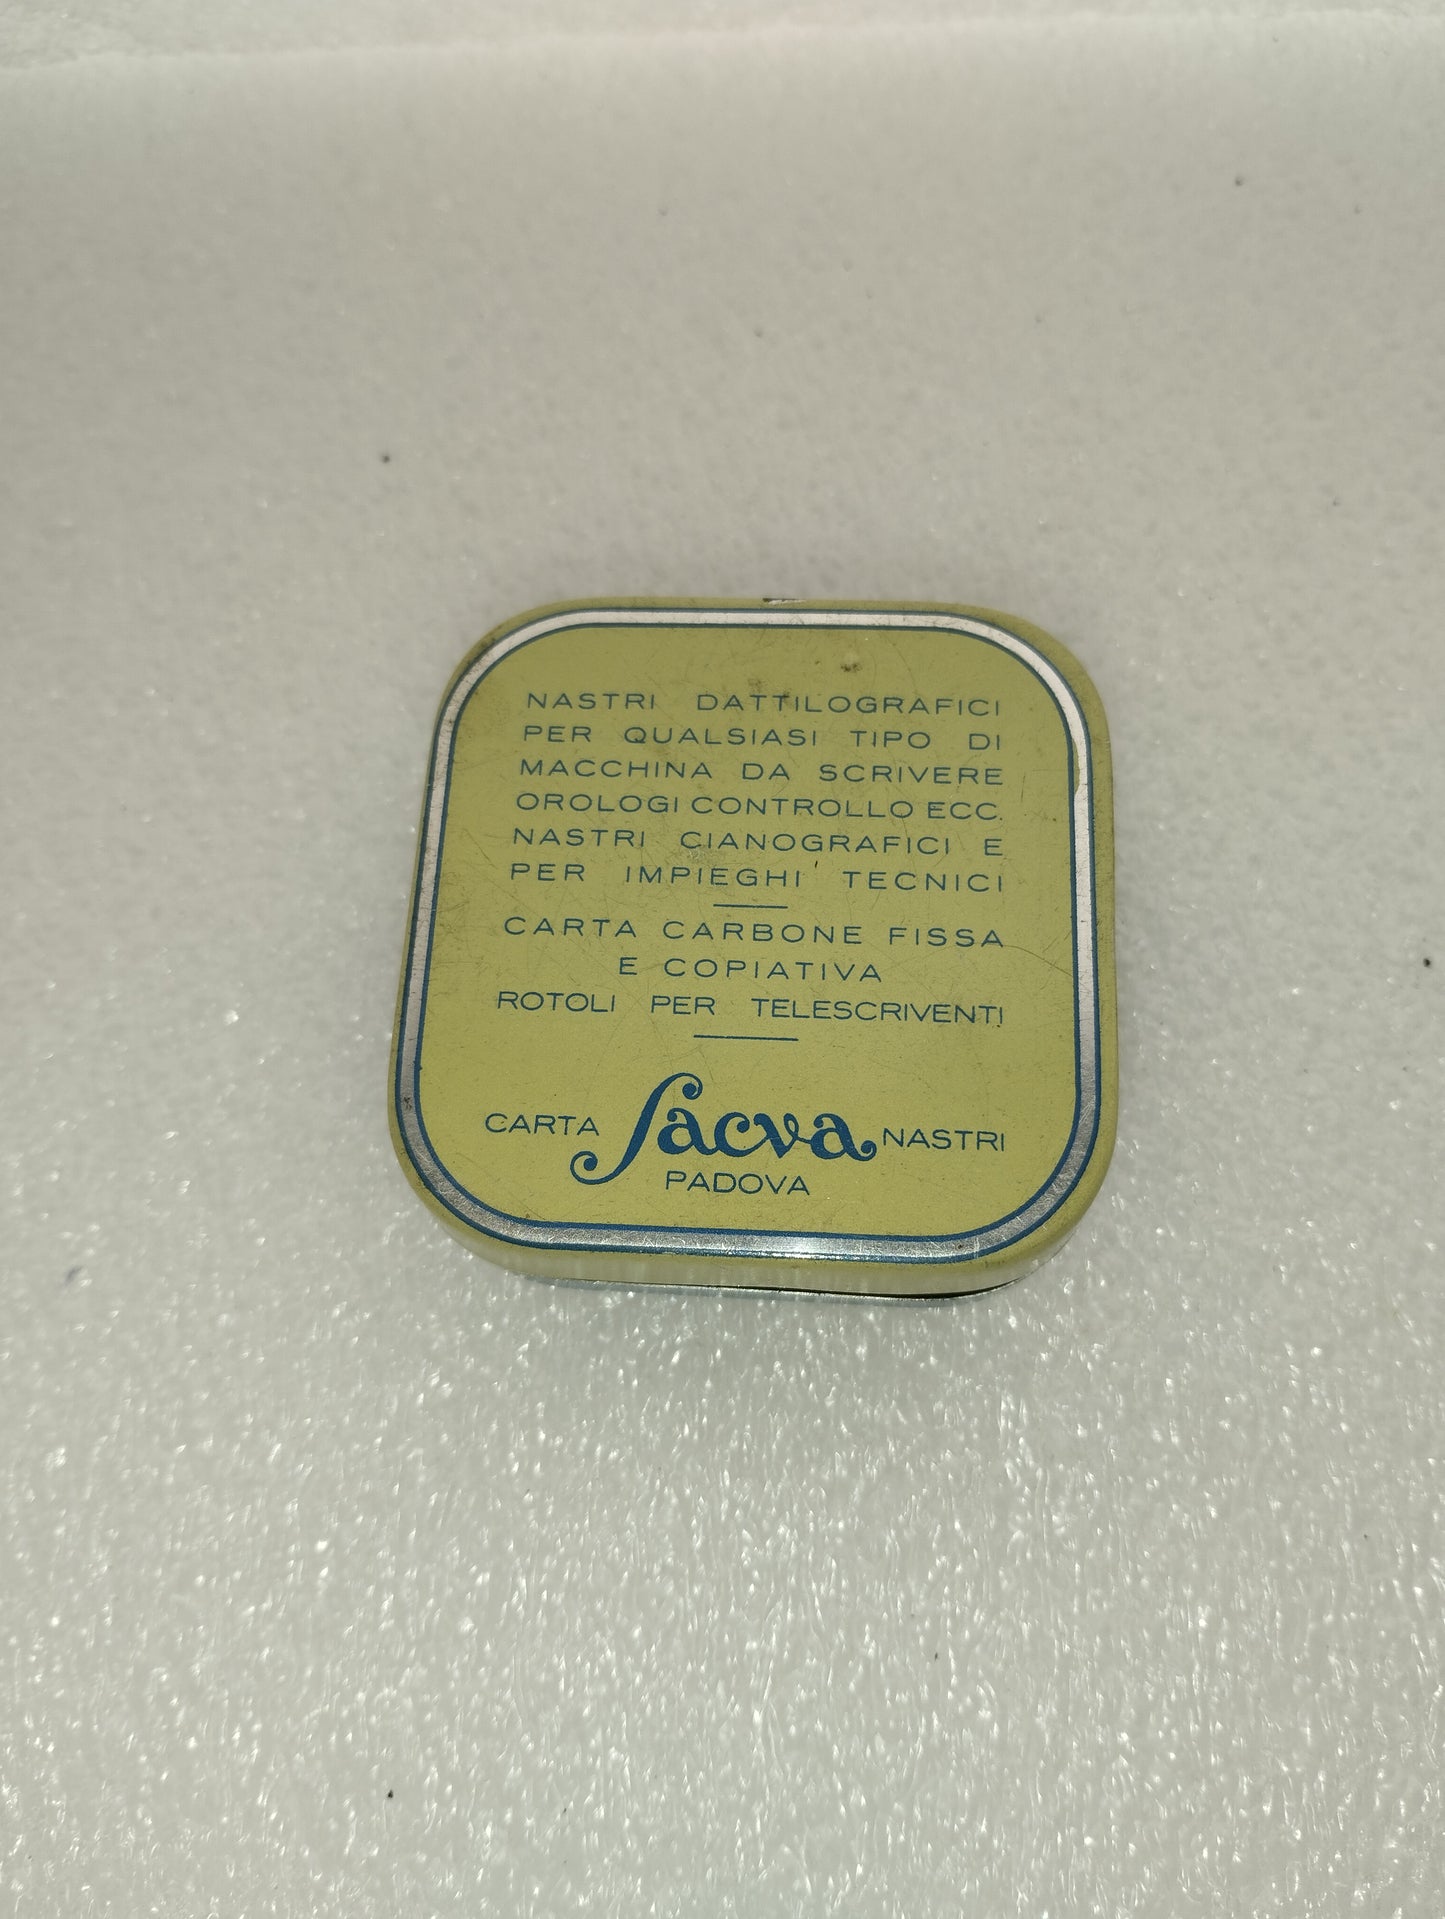 NASTRI DATTILOGRAFICI
PER QUALSIASI TIPO DI
MACCHINA DA SCRIVERE
OROLOGI CONTROLLO ECC.
NASTRI CIANOGRAFICI E
PER IMPIEGHI TECNICI
CARTA CARBONE FISSA
E COPIATIVA
ROTOLI PER TELESCRIVENTI
CARTA Sacva NASTRI
PADOVA